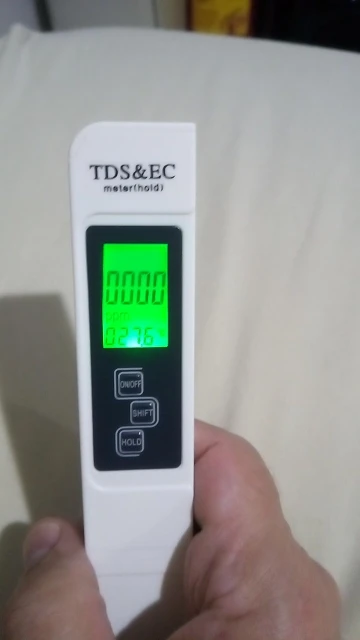 TDS&EC
meter(hold)
0000
ppm
027.6
ON/OFF
SHIFT
HOLD